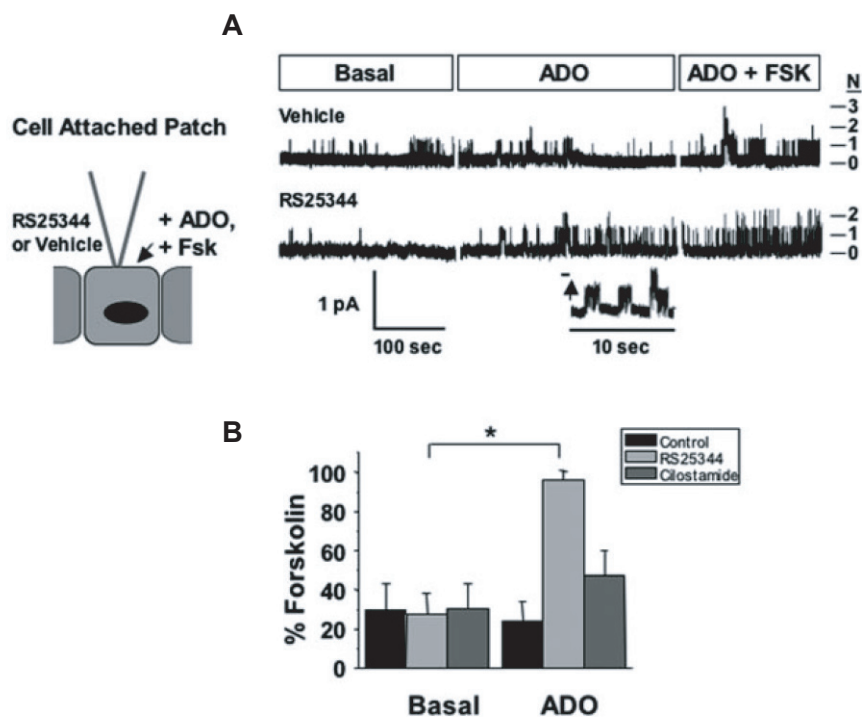 A
Basal
ADO
ADO + FSK
N
Vehicle
3
2
1
0
Cell Attached Patch
RS25344
or Vehicle
+ ADO,
+ Fsk
RS25344
2
1
0
1 pA
100 sec
10 sec
B
*
Control
RS25344
Cilostamide
% Forskolin
100
80
60
40
20
0
Basal
ADO